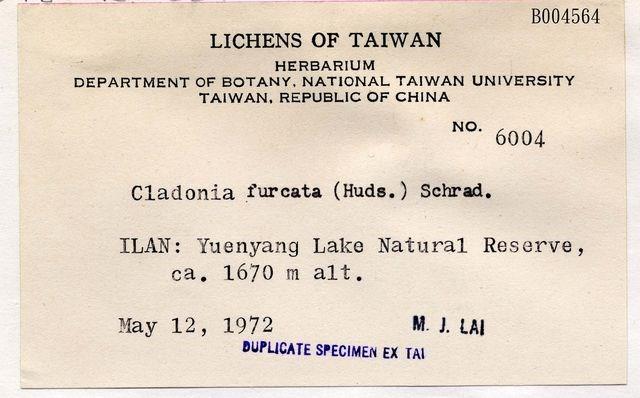 B004564
LICHENS OF TAIWAN
HERBARIUM
DEPARTMENT OF BOTANY, NATIONAL TAIWAN UNIVERSITY
TAIWAN, REPUBLIC OF CHINA
NO. 6004
Cladonia furcata (Huds.) Schrad.
ILAN: Yuenyang Lake Natural Reserve,
ca. 1670 m alt.
May 12, 1972 M. J. LAI
DUPLICATE SPECIMEN EX TAI